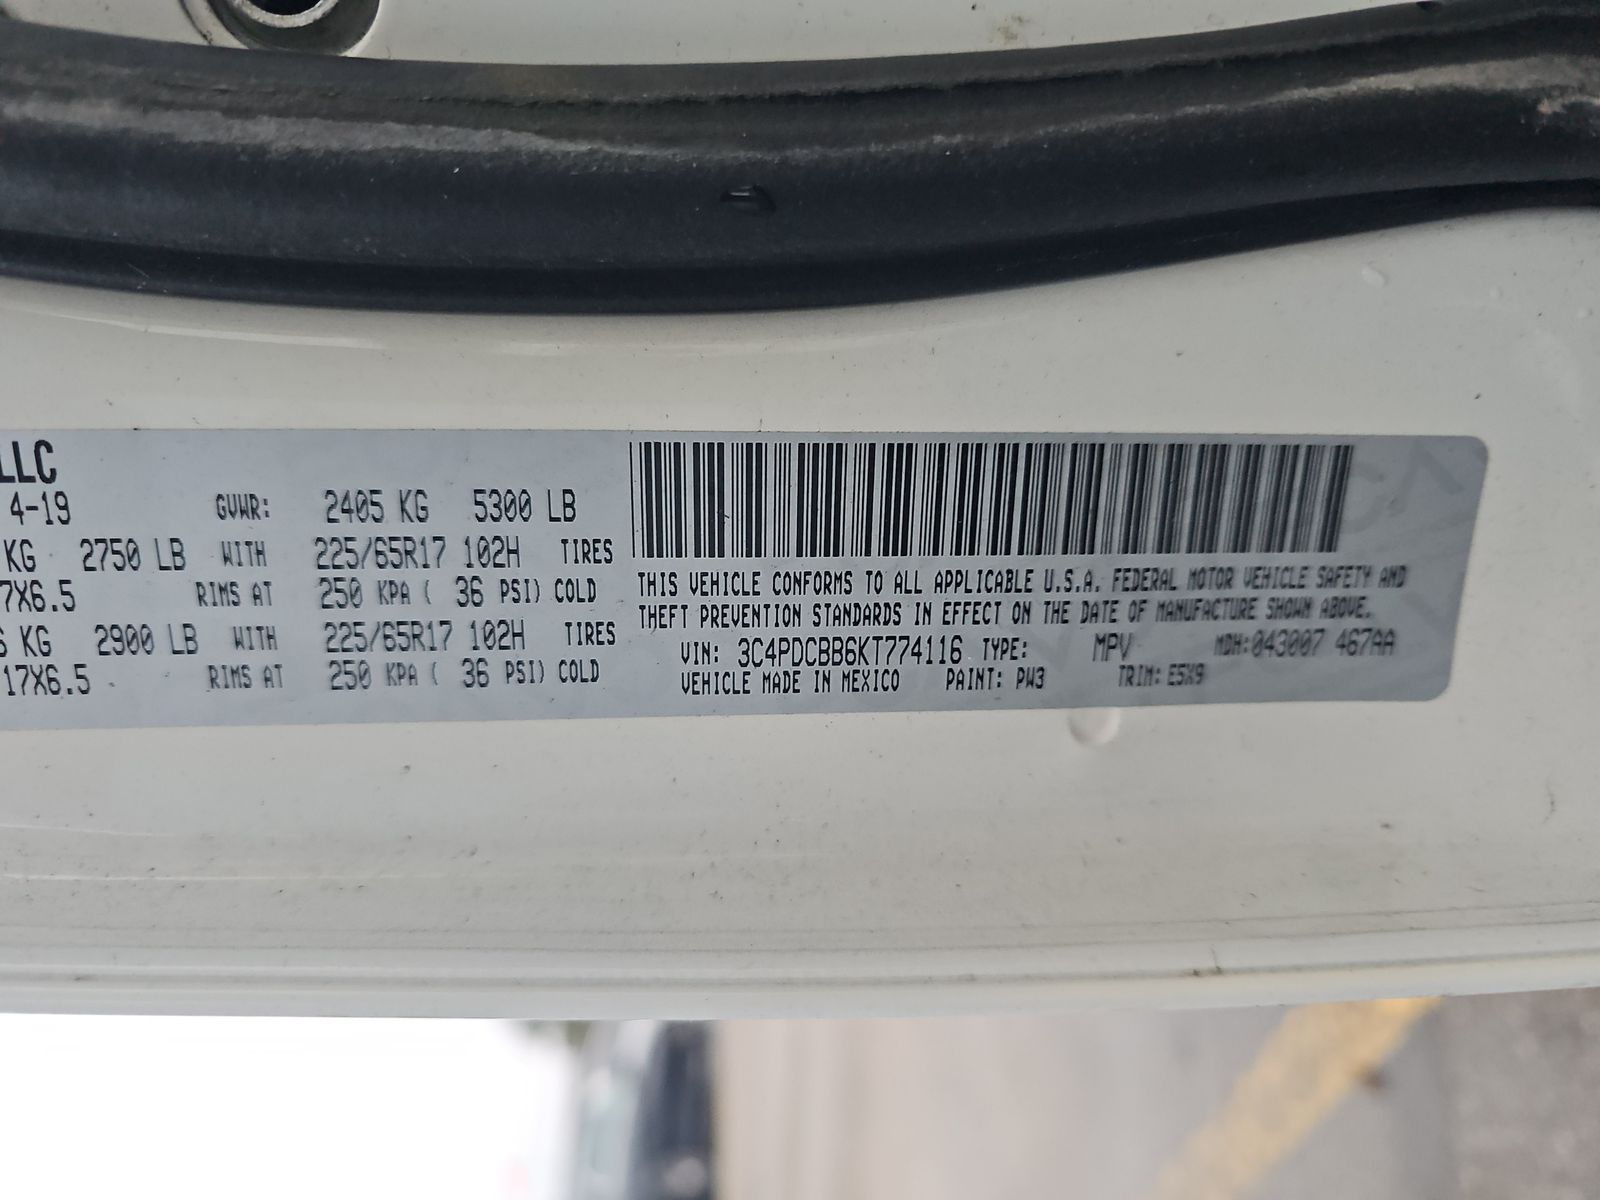 LLC
4-19 GVWR: 2405 KG 5300 LB
KG 2750 LB WITH 225/65R17 102H TIRES
7X6.5 RIMS AT 250 KPA ( 36 PSI) COLD
KG 2900 LB WITH 225/65R17 102H TIRES
17X6.5 RIMS AT 250 KPA ( 36 PSI) COLD
THIS VEHICLE CONFORMS TO ALL APPLICABLE U.S.A. FEDERAL MOTOR VEHICLE SAFETY AND
THEFT PREVENTION STANDARDS IN EFFECT ON THE DATE OF MANUFACTURE SHOWN ABOVE.
VIN: 3C4PDCBB6KT774116 TYPE: MPV MDH:043007 467AA
VEHICLE MADE IN MEXICO PAINT: PW3 TRIM: E5X9